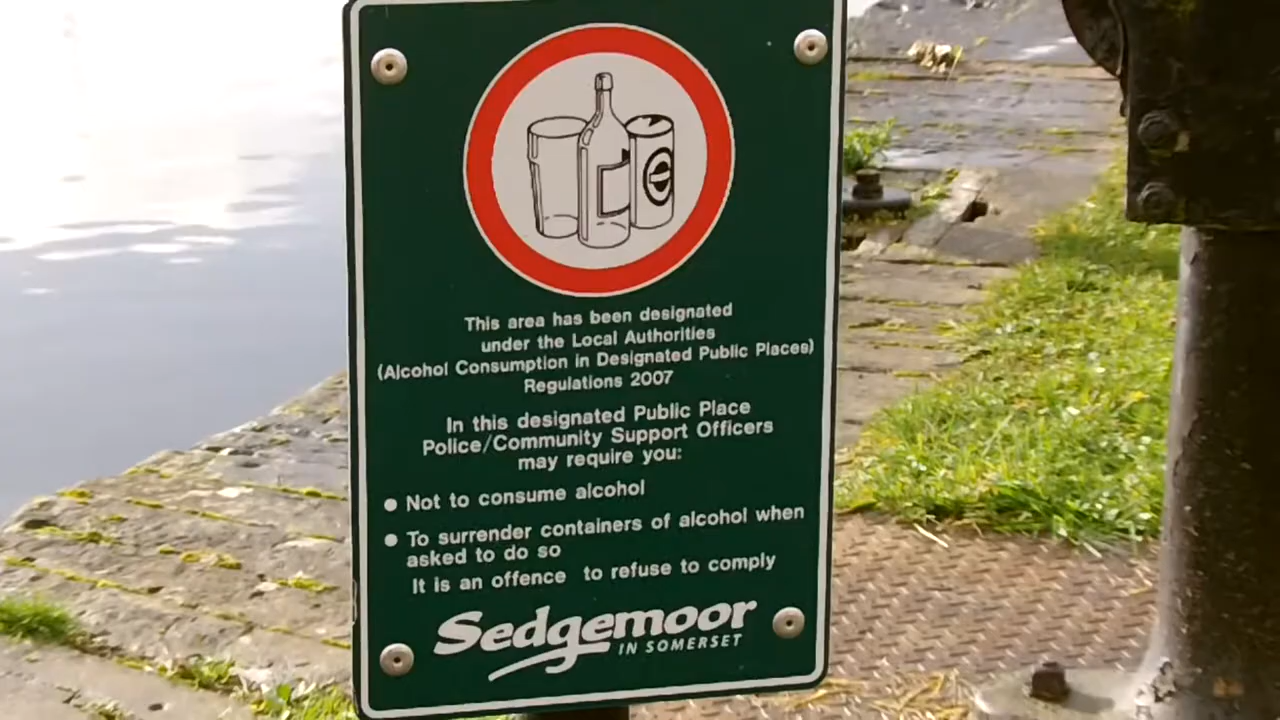 This area has been designated
under the Local Authorities
(Alcohol Consumption in Designated Public Places)
Regulations 2007
In this designated Public Place
Police/Community Support Officers
may require you:
● Not to consume alcohol
● To surrender containers of alcohol when
asked to do so
It is an offence to refuse to comply
Sedgemoor
IN SOMERSET